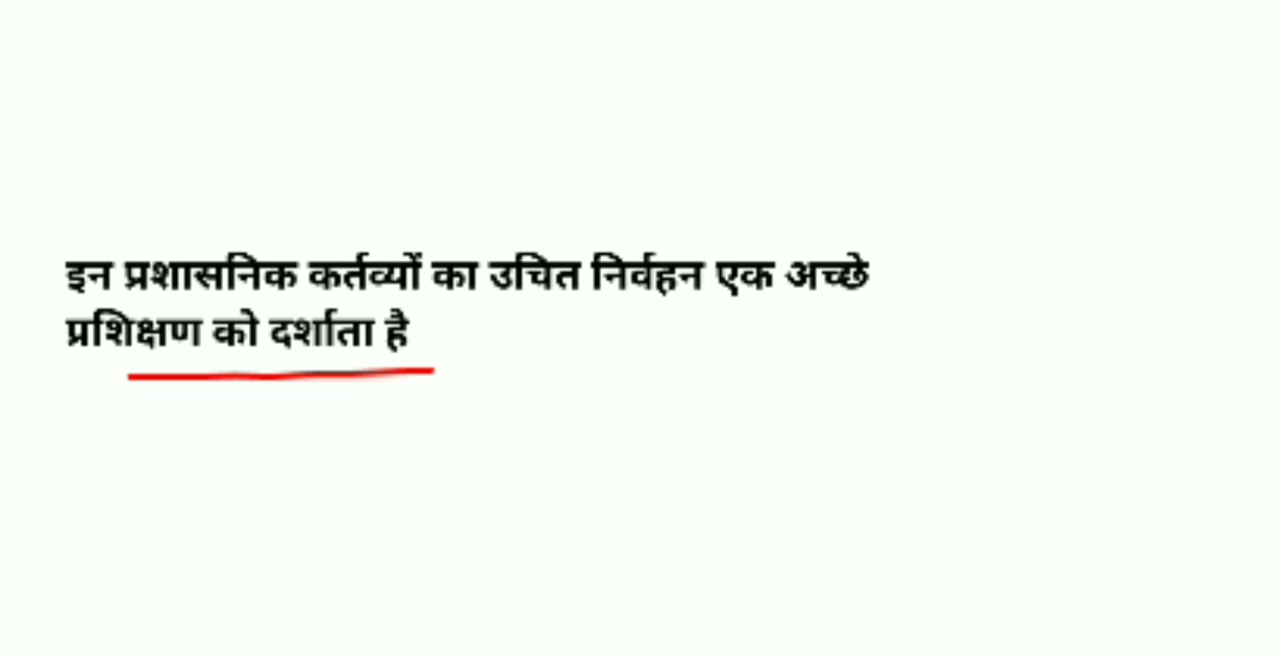 इन प्रशासनिक कर्तव्यों का उचित निर्वहन एक अच्छे
प्रशिक्षण को दर्शाता है